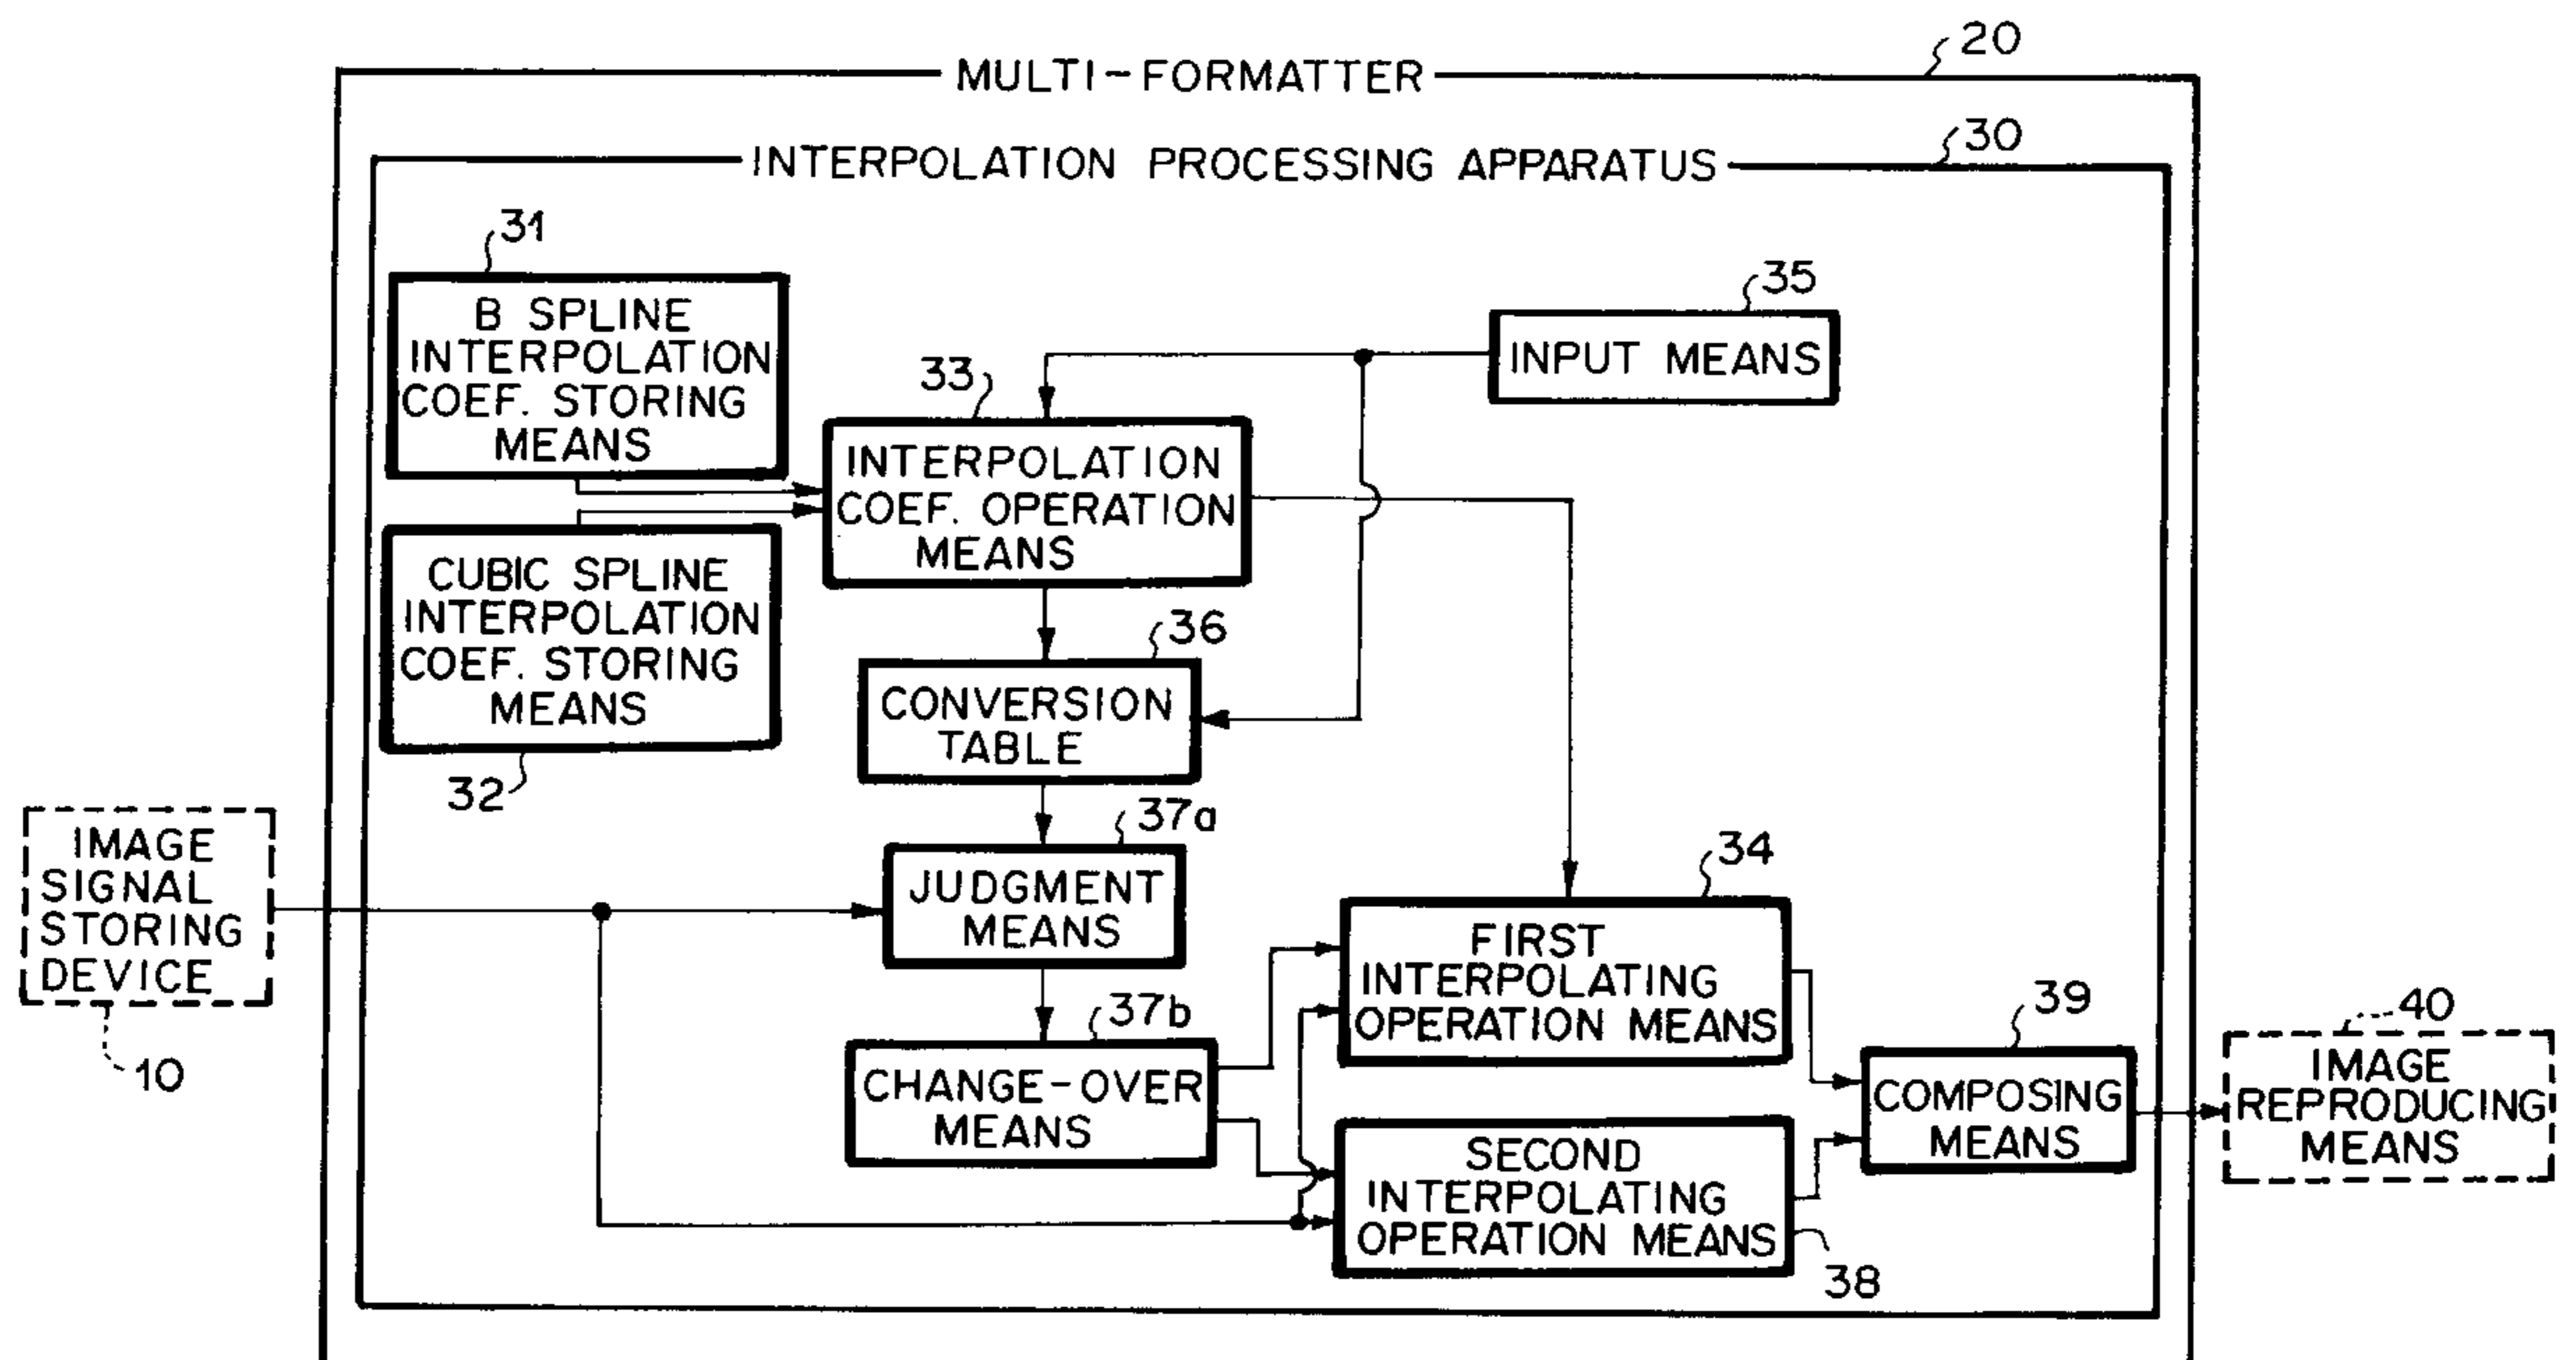 20
MULTI-FORMATTER
30
INTERPOLATION PROCESSING APPARATUS
31
B SPLINE
INTERPOLATION
COEF. STORING
MEANS
35
INPUT MEANS
33
INTERPOLATION
COEF. OPERATION
MEANS
CUBIC SPLINE
INTERPOLATION
COEF. STORING
MEANS
32
36
CONVERSION
TABLE
IMAGE
SIGNAL
STORING
DEVICE
10
37a
JUDGMENT
MEANS
37b
CHANGE-OVER
MEANS
34
FIRST
INTERPOLATING
OPERATION MEANS
SECOND
INTERPOLATING
OPERATION MEANS
38
39
COMPOSING
MEANS
40
IMAGE
REPRODUCING
MEANS